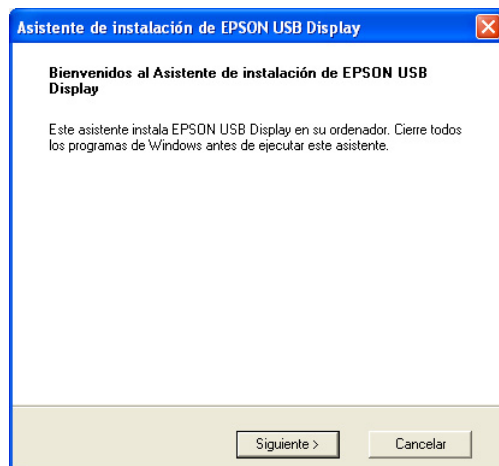 Asistente de instalación de EPSON USB Display
Bienvenidos al Asistente de instalación de EPSON USB
Display
Este asistente instala EPSON USB Display en su ordenador. Cierre todos
los programas de Windows antes de ejecutar este asistente.
Siguiente >
Cancelar